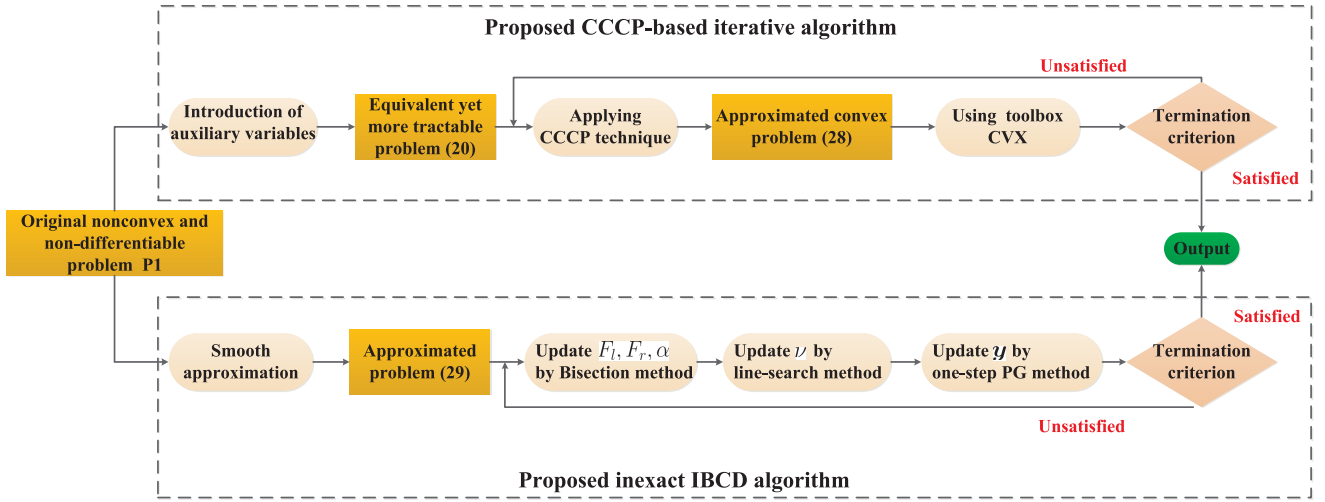 Proposed CCCP-based iterative algorithm
Unsatisfied
Introduction of
auxiliary variables
Equivalent yet
more tractable
problem (20)
Applying
CCCP technique
Approximated convex
problem (28)
Using toolbox
CVX
Termination
criterion
Satisfied
Original nonconvex and
non-differentiable
problem P1
Output
Satisfied
Smooth
approximation
Approximated
problem (29)
Update F_l, F_r, α
by Bisection method
Update ν by
line-search method
Update y by
one-step PG method
Termination
criterion
Unsatisfied
Proposed inexact IBCD algorithm